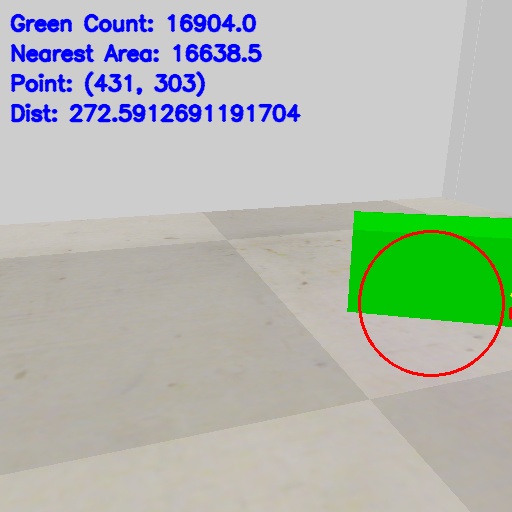 Green Count: 16904.0
Nearest Area: 16638.5
Point: (431, 303)
Dist: 272.5912691191704